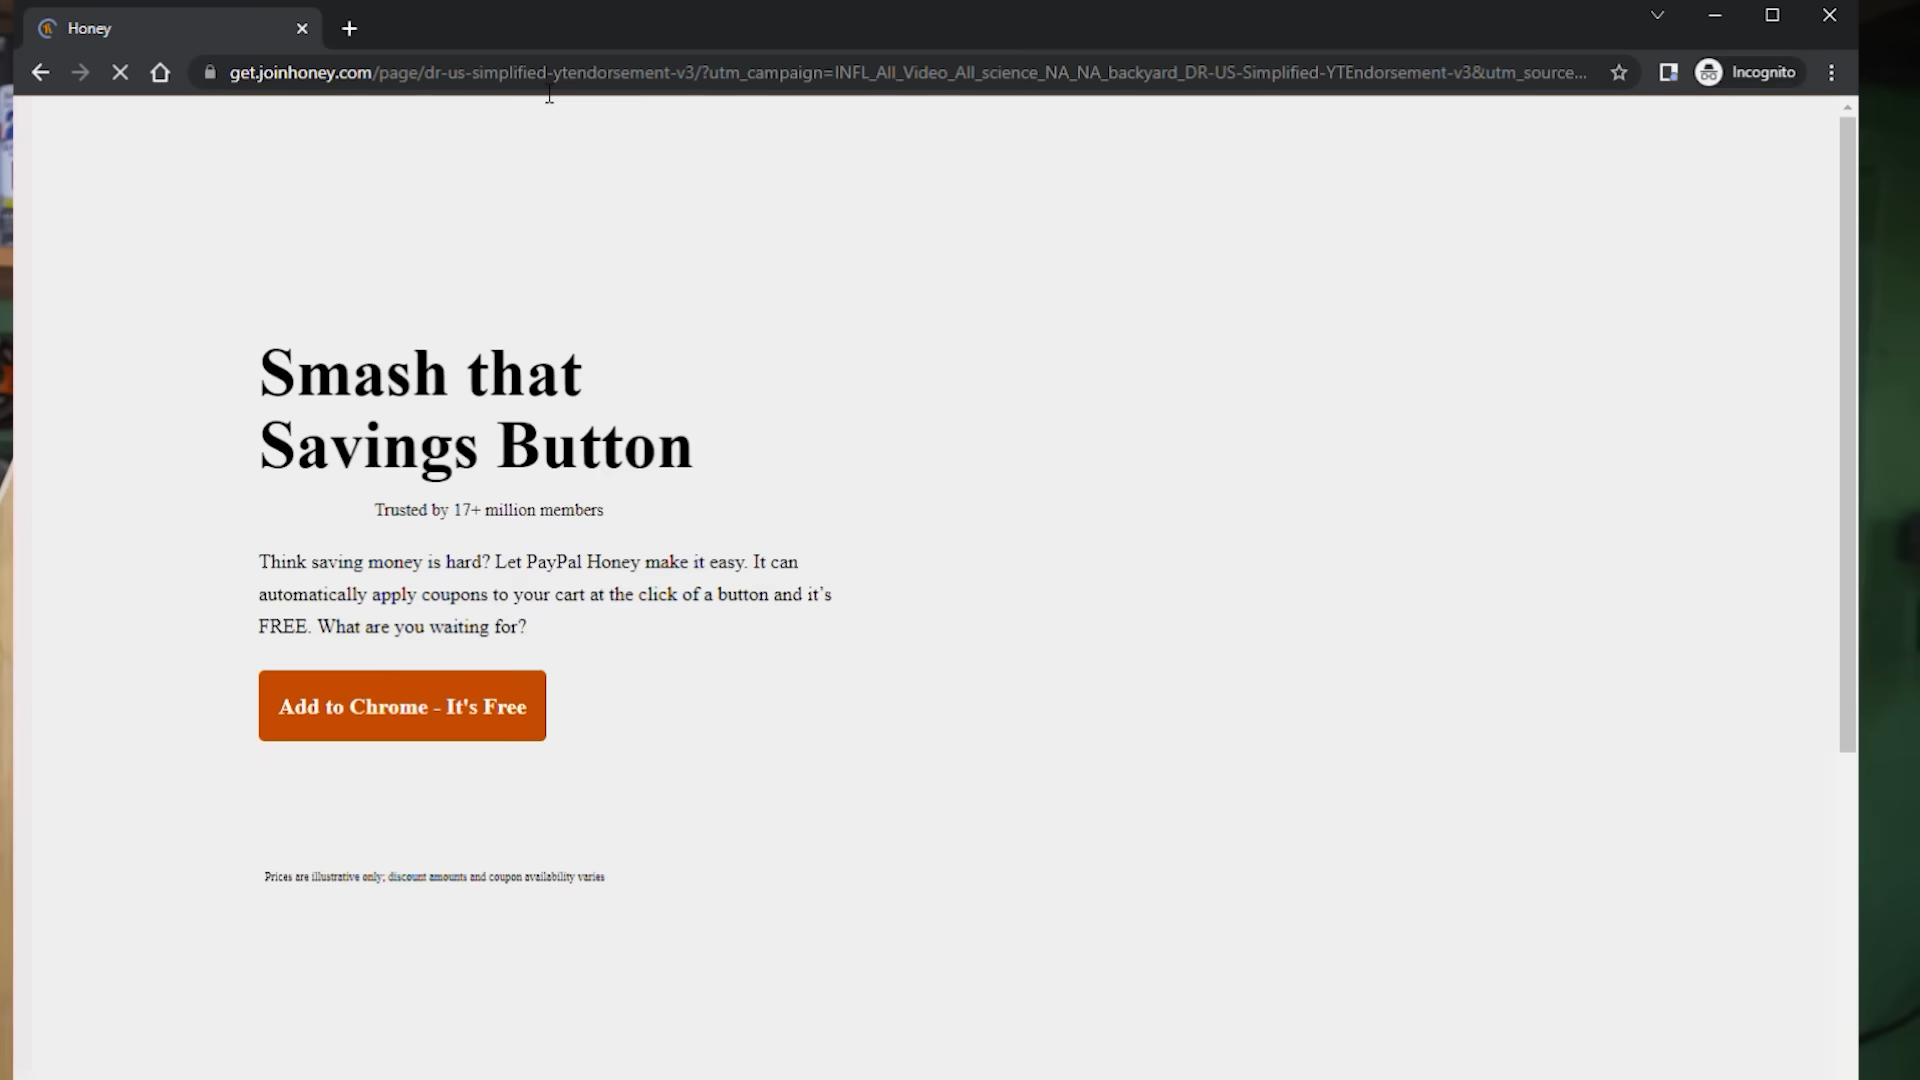 Honey
get.joinhoney.com/page/dr-us-simplified-ytendorsement-v3/?utm_campaign=INFL_All_Video_All_science_NA_NA_backyard_DR-US-Simplified-YTEndorsement-v3&utm_source...
Incognito
Smash that
Savings Button
Trusted by 17+ million members
Think saving money is hard? Let PayPal Honey make it easy. It can
automatically apply coupons to your cart at the click of a button and it's
FREE. What are you waiting for?
Add to Chrome - It's Free
Prices are illustrative only; discount amounts and coupon availability varies